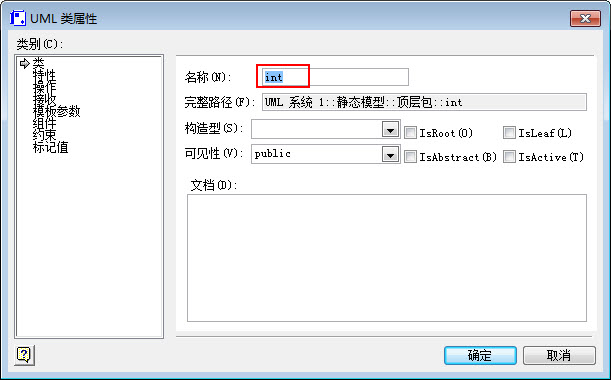 UML 类属性
类别(C):
类
特性
操作
接收
模板参数
组件
约束
标记值
名称(N):
int
完整路径(F):
UML 系统 1::静态模型::顶层包::int
构造型(S):
IsRoot(O)
IsLeaf(L)
可见性(V):
public
IsAbstract(B)
IsActive(T)
文档(D):
?
确定
取消